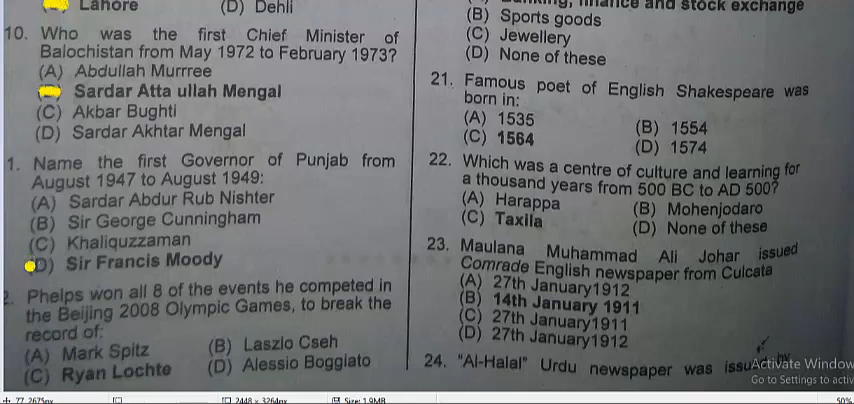 Lahore (D) Dehli
10. Who was the first Chief Minister of
Balochistan from May 1972 to February 1973?
(A) Abdullah Murrree
Sardar Atta ullah Mengal
(C) Akbar Bughti
(D) Sardar Akhtar Mengal
1. Name the first Governor of Punjab from
August 1947 to August 1949:
(A) Sardar Abdur Rub Nishter
(B) Sir George Cunningham
(C) Khaliquzzaman
D) Sir Francis Moody
2. Phelps won all 8 of the events he competed in
the Beijing 2008 Olympic Games, to break the
record of:
(A) Mark Spitz (B) Laszlo Cseh
(C) Ryan Lochte (D) Alessio Boggiato
finance and stock exchange
(B) Sports goods
(C) Jewellery
(D) None of these
21. Famous poet of English Shakespeare was
born in:
(A) 1535 (B) 1554
(C) 1564 (D) 1574
22. Which was a centre of culture and learning for
a thousand years from 500 BC to AD 500?
(A) Harappa (B) Mohenjodaro
(C) Taxila (D) None of these
23. Maulana Muhammad Ali Johar issued
Comrade English newspaper from Culcata
(A) 27th January1912
(B) 14th January 1911
(C) 27th January1911
(D) 27th January1912
24. "Al-Halal" Urdu newspaper was issued by
Activate Window
Go to Settings to activ
2448 × 3264px Size: 1.9MB 50%